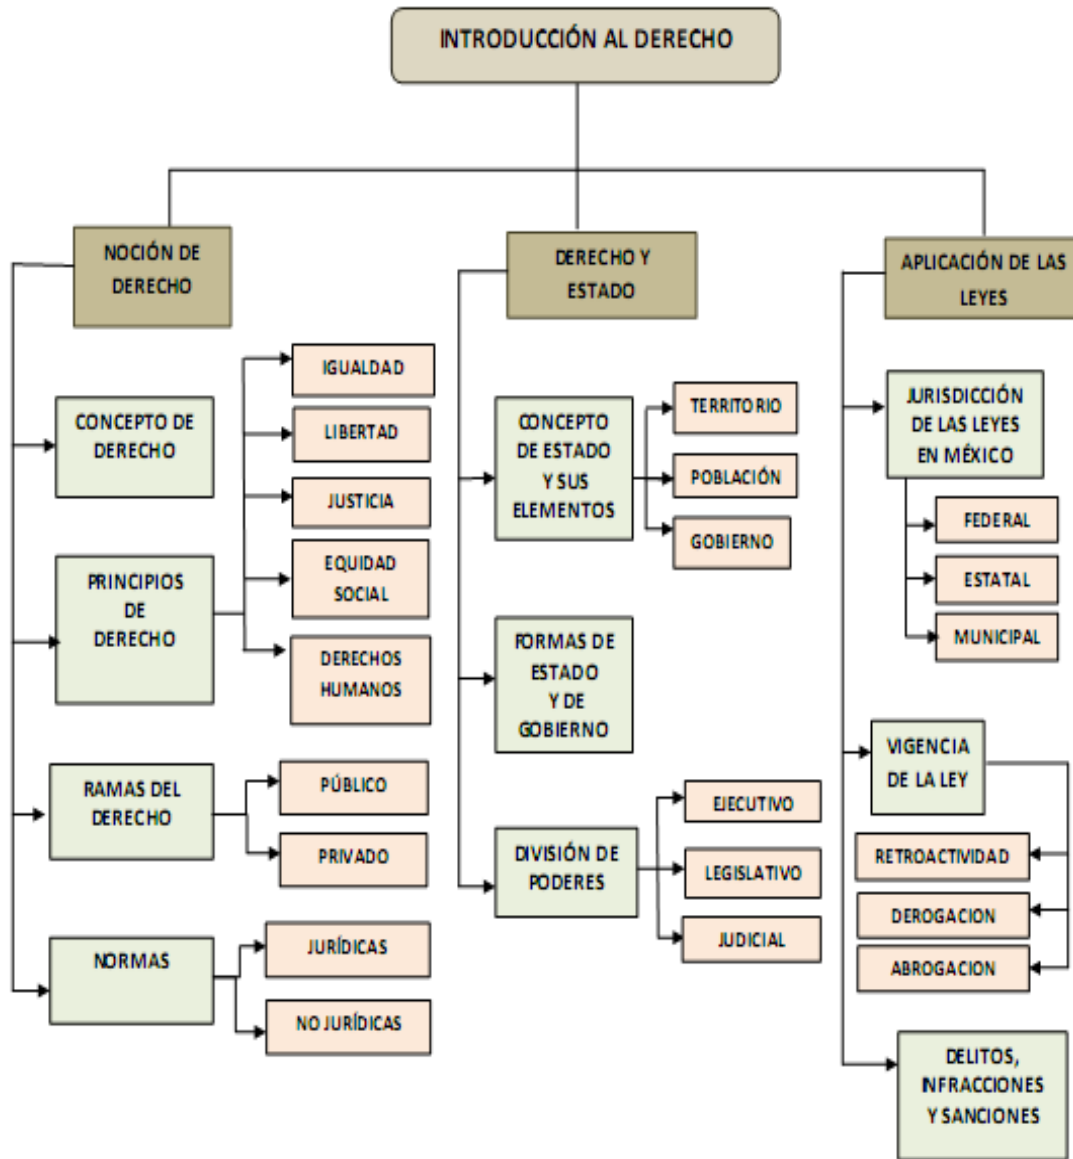 INTRODUCCIÓN AL DERECHO
NOCIÓN DE
DERECHO
CONCEPTO DE
DERECHO
PRINCIPIOS
DE
DERECHO
IGUALDAD
LIBERTAD
JUSTICIA
EQUIDAD
SOCIAL
DERECHOS
HUMANOS
RAMAS DEL
DERECHO
PÚBLICO
PRIVADO
NORMAS
JURÍDICAS
NO JURÍDICAS
DERECHO Y
ESTADO
CONCEPTO
DE ESTADO
Y SUS
ELEMENTOS
TERRITORIO
POBLACIÓN
GOBIERNO
FORMAS DE
ESTADO
Y DE
GOBIERNO
DIVISIÓN DE
PODERES
EJECUTIVO
LEGISLATIVO
JUDICIAL
APLICACIÓN DE LAS
LEYES
JURISDICCIÓN
DE LAS LEYES
EN MÉXICO
FEDERAL
ESTATAL
MUNICIPAL
VIGENCIA
DE LA LEY
RETROACTIVIDAD
DEROGACION
ABROGACION
DELITOS,
INFRACCIONES
Y SANCIONES